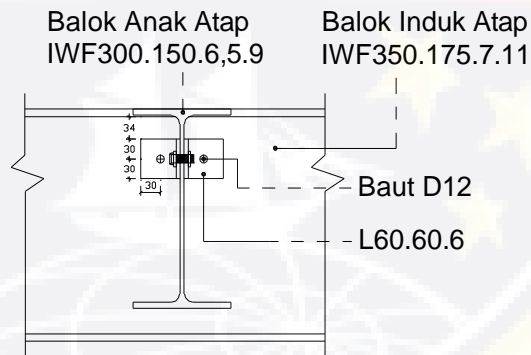 Balok Anak Atap
IWF300.150.6,5.9
Balok Induk Atap
IWF350.175.7.11
34
30
30
30
Baut D12
L60.60.6